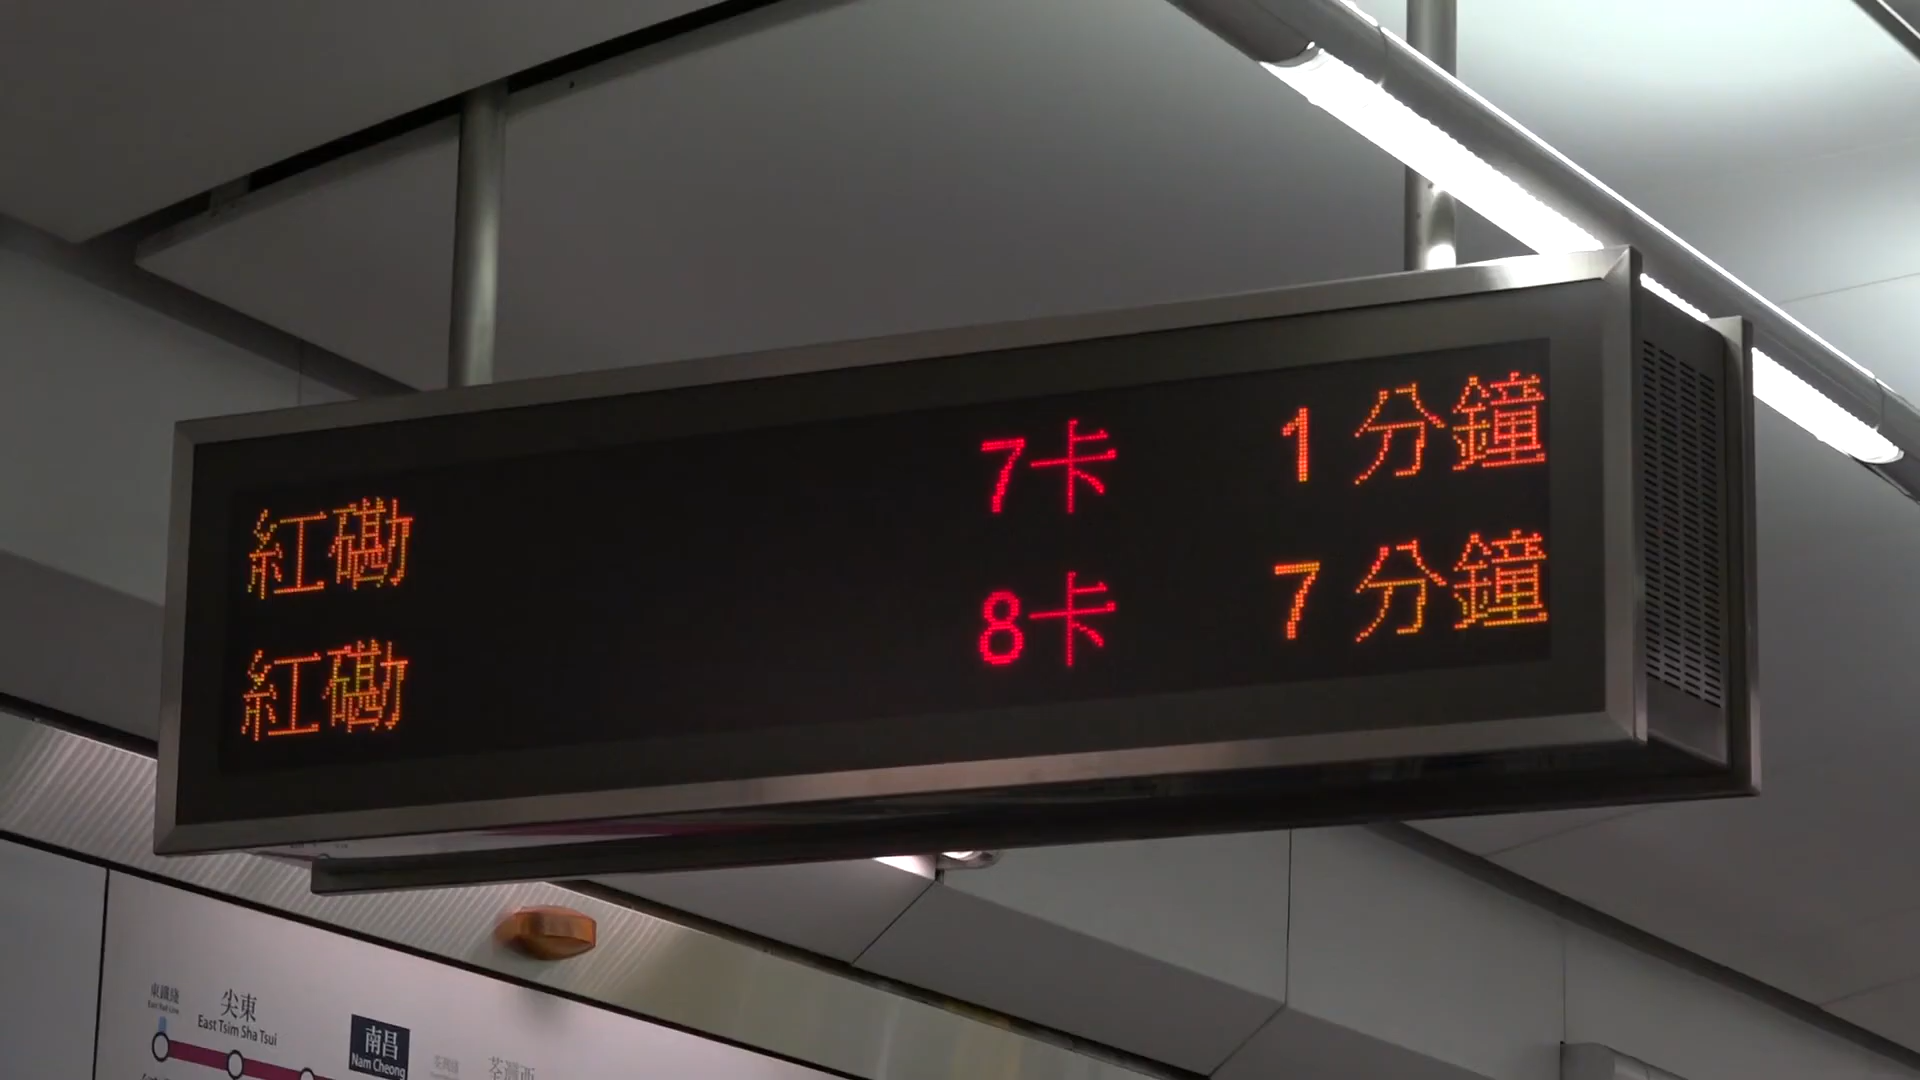 紅磡 7卡 1分鐘
紅磡 8卡 7分鐘
東鐵綫
East Rail Line
尖東
East Tsim Sha Tsui
南昌
Nam Cheong
荃灣西